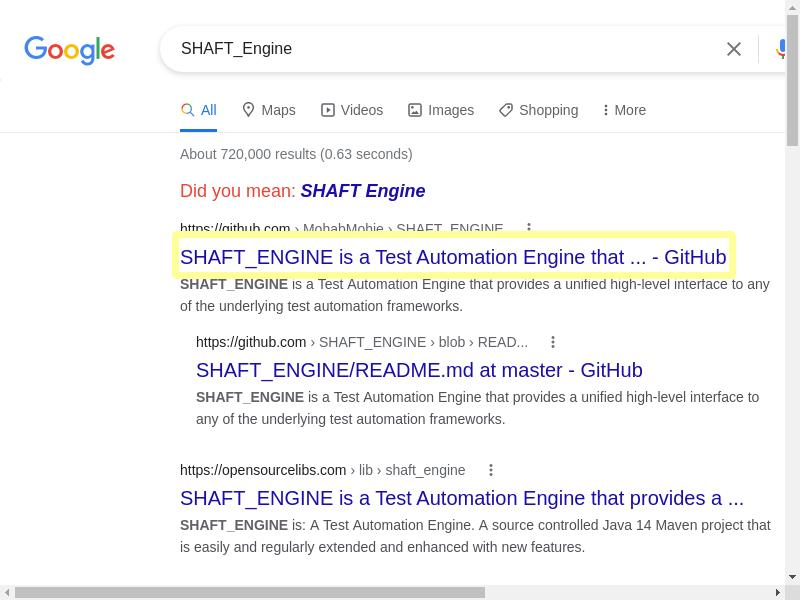 Google
SHAFT_Engine
All Maps Videos Images Shopping More
About 720,000 results (0.63 seconds)
Did you mean: SHAFT Engine
https://github.com › MohabMohie › SHAFT_ENGINE
SHAFT_ENGINE is a Test Automation Engine that ... - GitHub
SHAFT_ENGINE is a Test Automation Engine that provides a unified high-level interface to any
of the underlying test automation frameworks.
https://github.com › SHAFT_ENGINE › blob › READ...
SHAFT_ENGINE/README.md at master - GitHub
SHAFT_ENGINE is a Test Automation Engine that provides a unified high-level interface to
any of the underlying test automation frameworks.
https://opensourcelibs.com › lib › shaft_engine
SHAFT_ENGINE is a Test Automation Engine that provides a ...
SHAFT_ENGINE is: A Test Automation Engine. A source controlled Java 14 Maven project that
is easily and regularly extended and enhanced with new features.